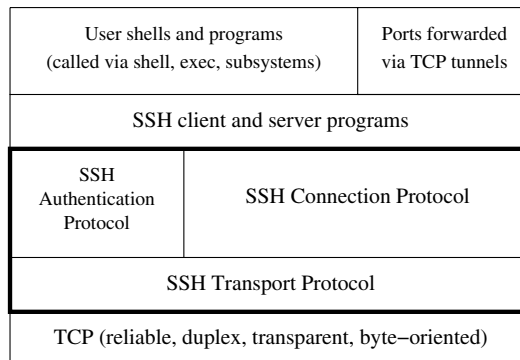 User shells and programs
(called via shell, exec, subsystems)
Ports forwarded
via TCP tunnels
SSH client and server programs
SSH
Authentication
Protocol
SSH Connection Protocol
SSH Transport Protocol
TCP (reliable, duplex, transparent, byte−oriented)